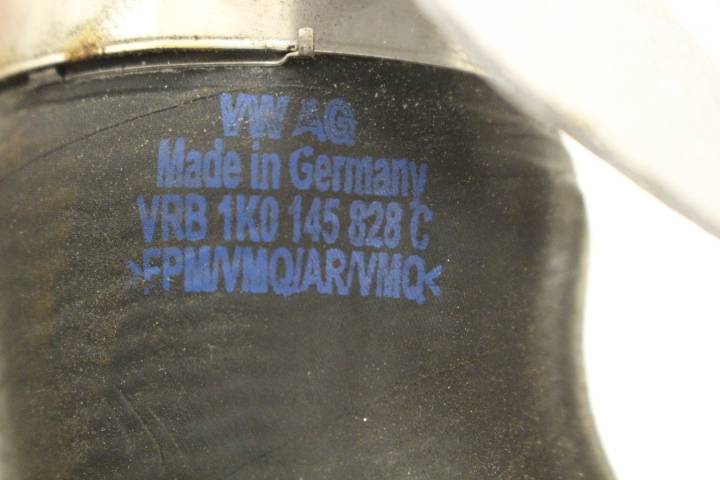 VW AG
Made in Germany
VRB 1K0 145 828 C
>FPM/VMQ/AR/VMQ<